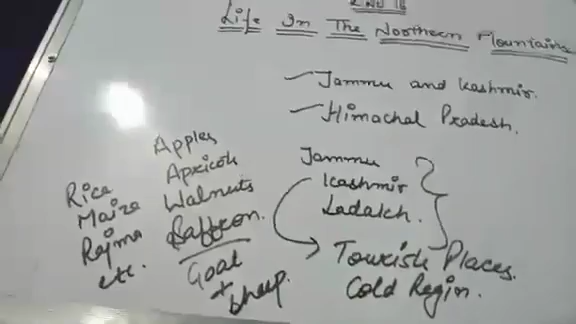 Life In The Northern Mountains
Jammu and Kashmir.
Himachal Pradesh.
Jammu
Kashmir
Ladakh.
Tourist Places.
Cold Region.
Apples
Apricots
Walnuts
Saffron.
Goat
+ sheep.
Rice
Maize
Rajma
etc.